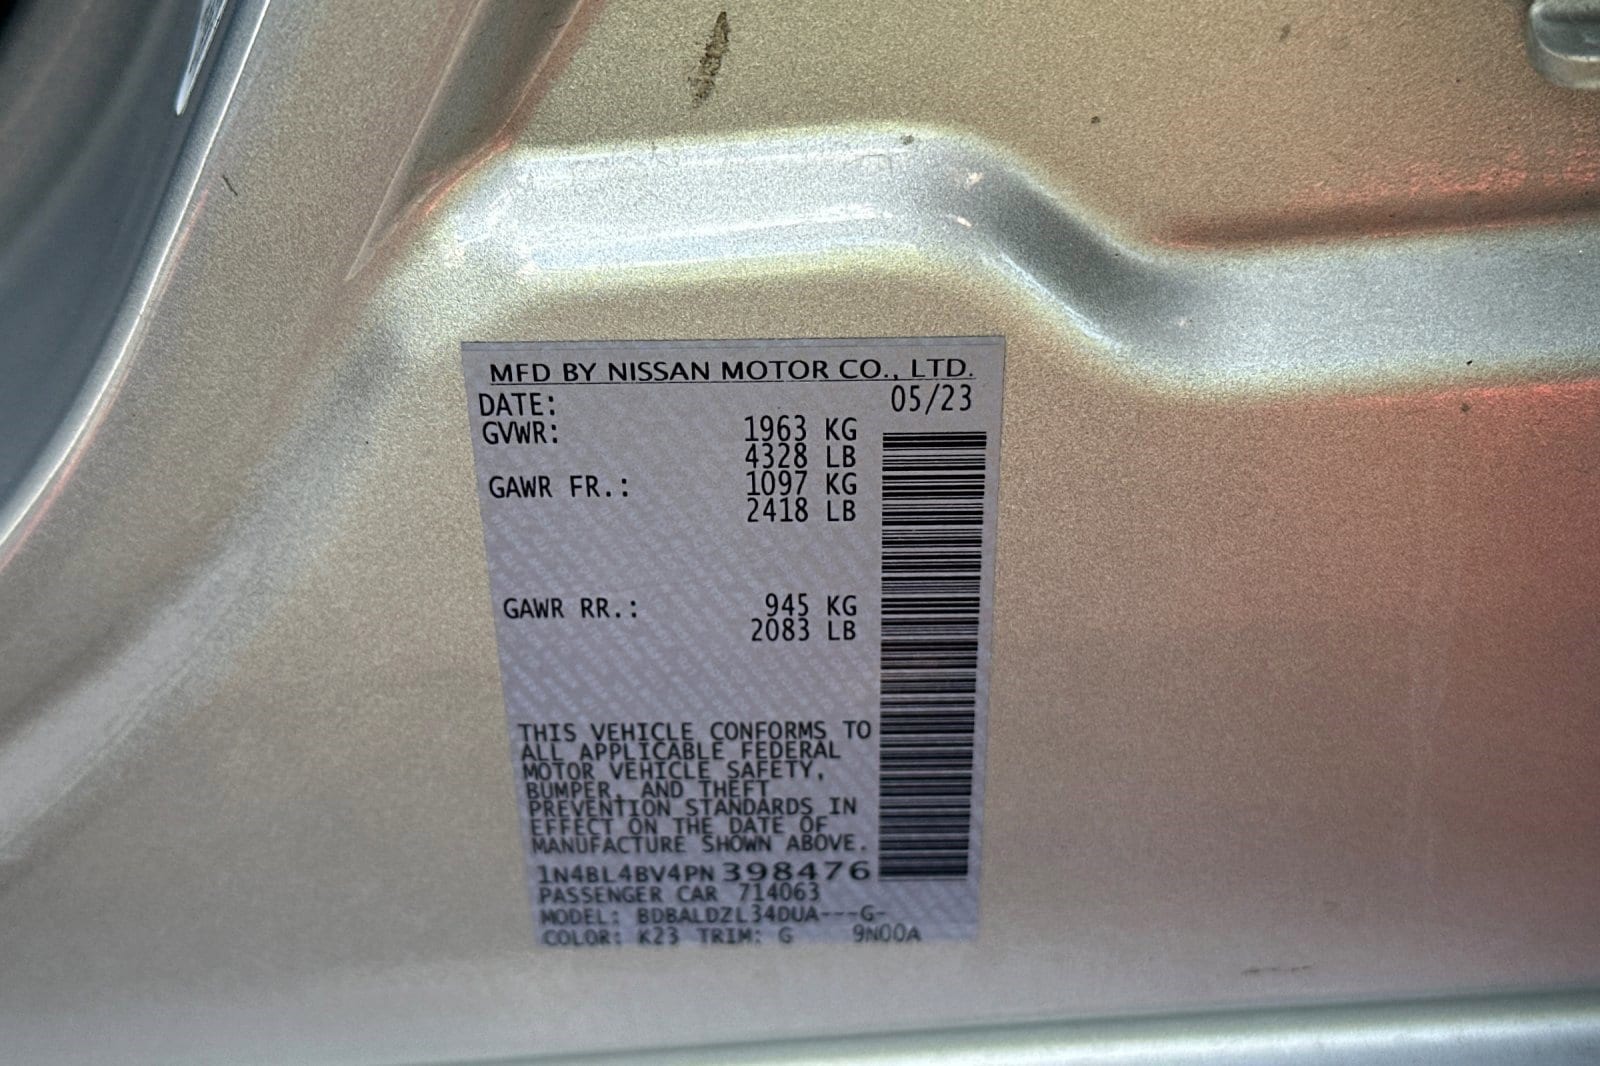 MFD BY NISSAN MOTOR CO., LTD.
DATE: 05/23
GVWR: 1963 KG
4328 LB
GAWR FR.: 1097 KG
2418 LB
GAWR RR.: 945 KG
2083 LB
THIS VEHICLE CONFORMS TO
ALL APPLICABLE FEDERAL
MOTOR VEHICLE SAFETY,
BUMPER, AND THEFT
PREVENTION STANDARDS IN
EFFECT ON THE DATE OF
MANUFACTURE SHOWN ABOVE.
1N4BL4BV4PN398476
PASSENGER CAR 714063
MODEL: BDBALDZL34DUA---G-
COLOR: K23 TRIM: G 9N00A